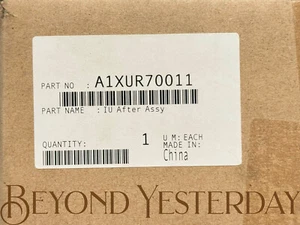 PART NO : A1XUR70011
PART NAME : IU After Assy
QUANTITY: 1 U M: EACH
MADE IN:
China
BEYOND YESTERDAY